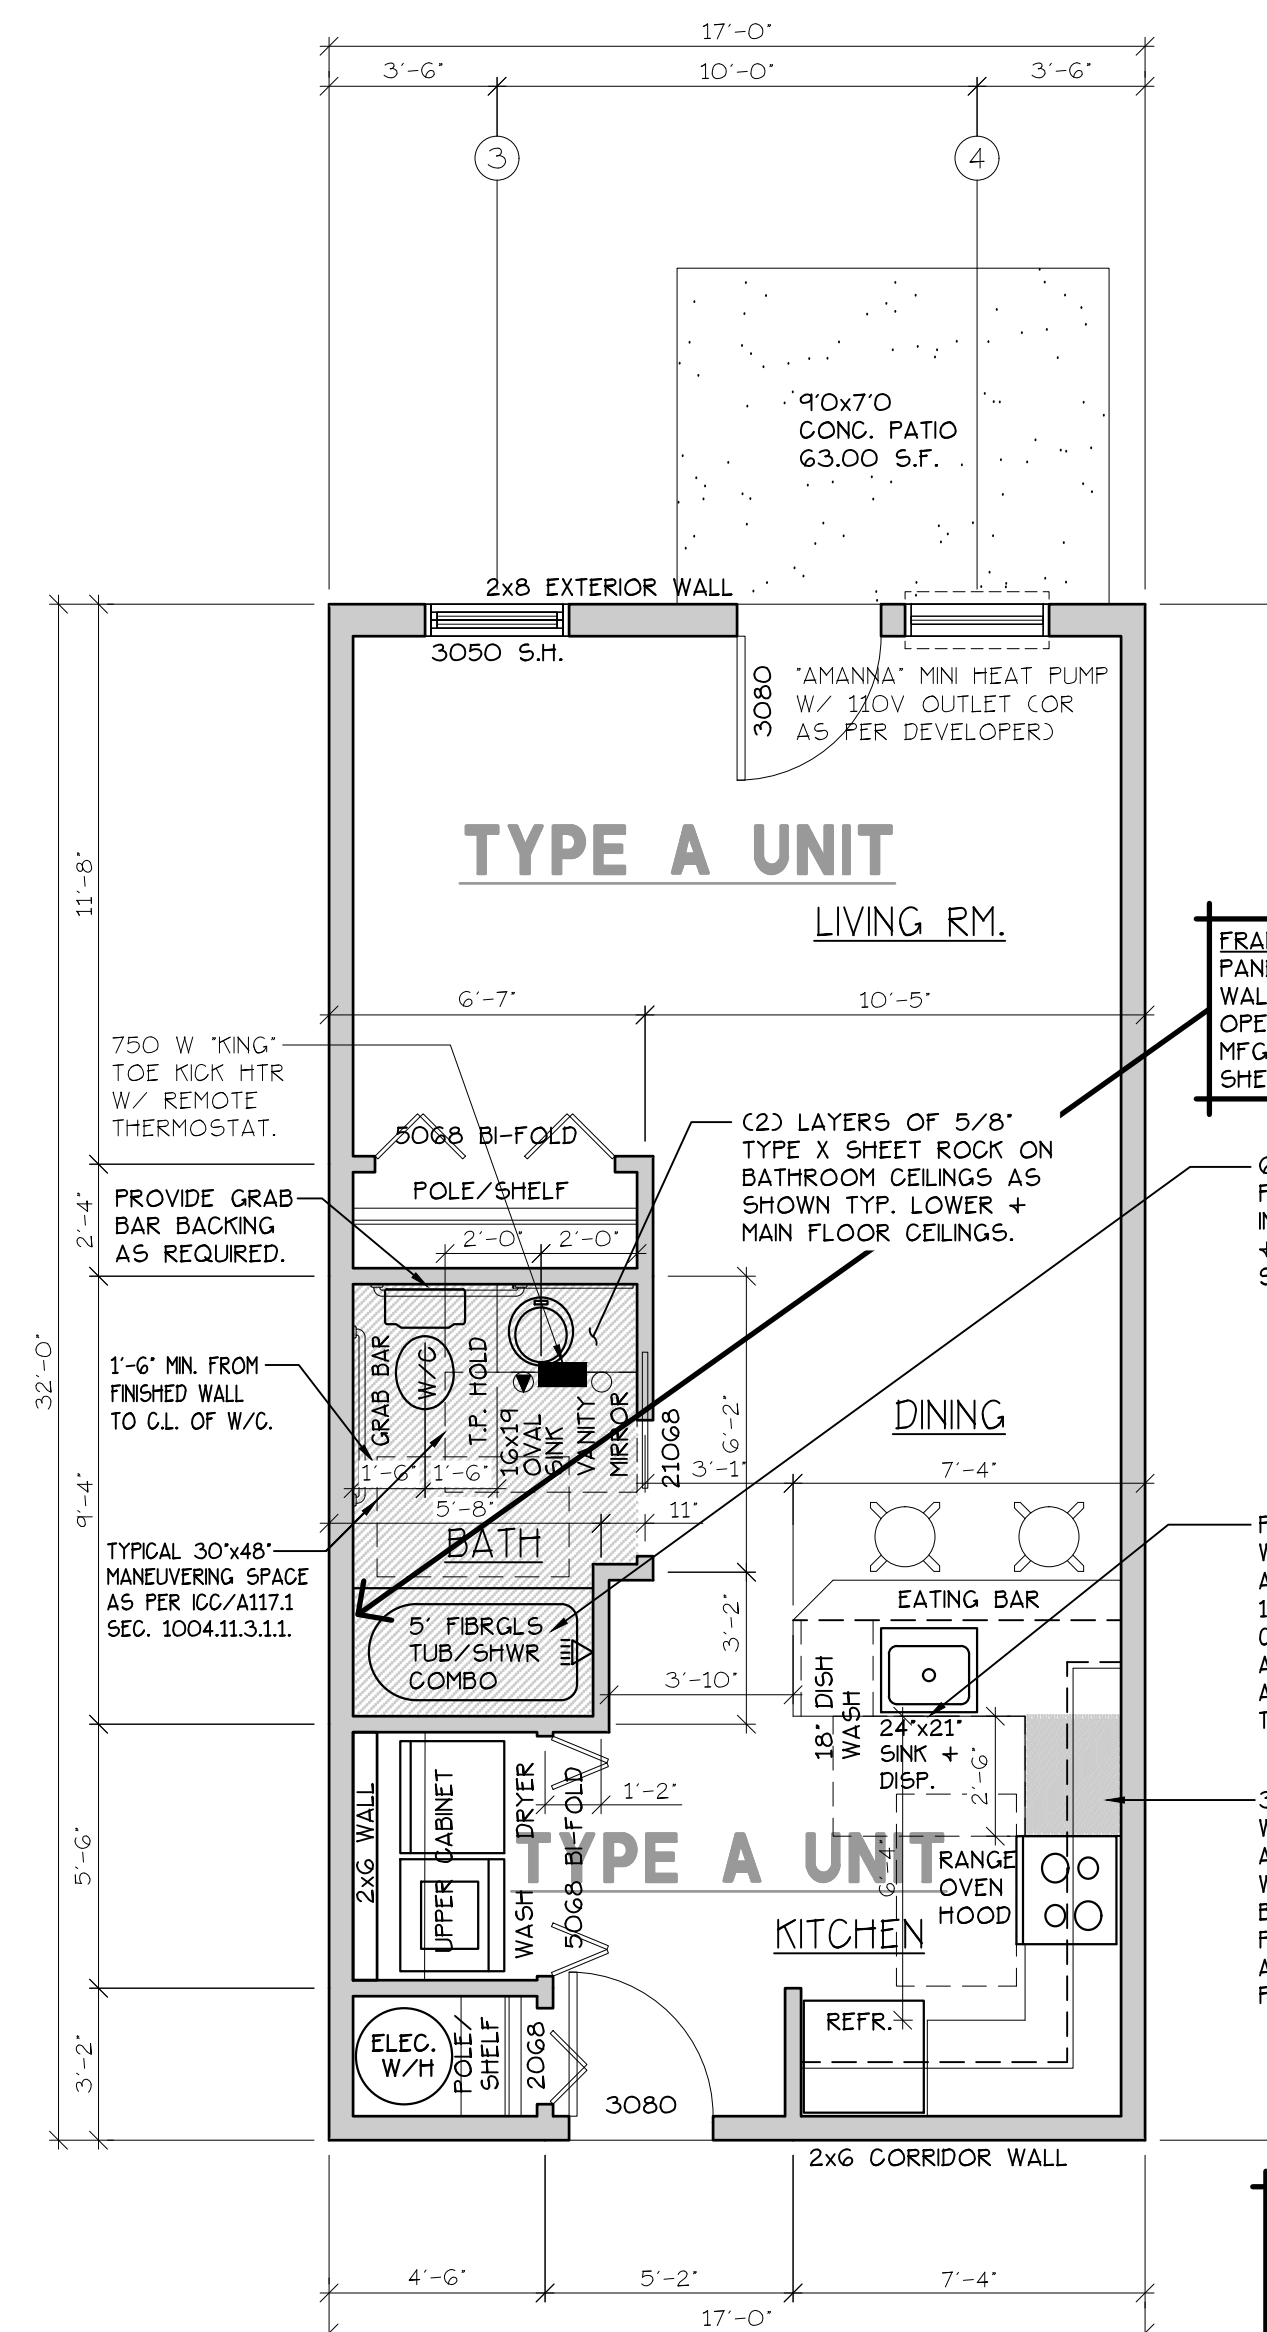 17'-0"
3'-6"
10'-0"
3'-6"
3
4
9'0x7'0
CONC. PATIO
63.00 S.F.
2x8 EXTERIOR WALL
3050 S.H.
3080
"AMANNA" MINI HEAT PUMP
W/ 110V OUTLET (OR
AS PER DEVELOPER)
TYPE A UNIT
LIVING RM.
11'-8"
6'-7"
10'-5"
FRA
PAN
WAL
OPE
MFG
SHE
750 W "KING"
TOE KICK HTR
W/ REMOTE
THERMOSTAT.
5068 BI-FOLD
POLE/SHELF
(2) LAYERS OF 5/8"
TYPE X SHEET ROCK ON
BATHROOM CEILINGS AS
SHOWN TYP. LOWER +
MAIN FLOOR CEILINGS.
2'-4"
PROVIDE GRAB
BAR BACKING
AS REQUIRED.
2'-0"
2'-0"
32'-0"
1'-6" MIN. FROM
FINISHED WALL
TO C.L. OF W/C.
GRAB BAR
W/C
T.P. HOLD
16x19
OVAL
SINK
VANITY
MIRROR
21068
6'-2"
DINING
9'-4"
1'-6"
1'-6"
3'-1"
7'-4"
5'-8"
11"
BATH
TYPICAL 30"x48"
MANEUVERING SPACE
AS PER ICC/A117.1
SEC. 1004.11.3.1.1.
EATING BAR
3'-2"
5' FIBRGLS
TUB/SHWR
COMBO
3'-10"
18" DISH
WASH
24"x21"
SINK +
DISP.
2'-6"
2x6 WALL
UPPER CABINET
DRYER
WASH
5068 BI-FOLD
1'-2"
TYPE A UNIT
6'-4"
RANGE
OVEN
HOOD
5'-6"
KITCHEN
REFR.
ELEC.
W/H
POLE/
SHELF
2068
3080
3'-2"
2x6 CORRIDOR WALL
4'-6"
5'-2"
7'-4"
17'-0"